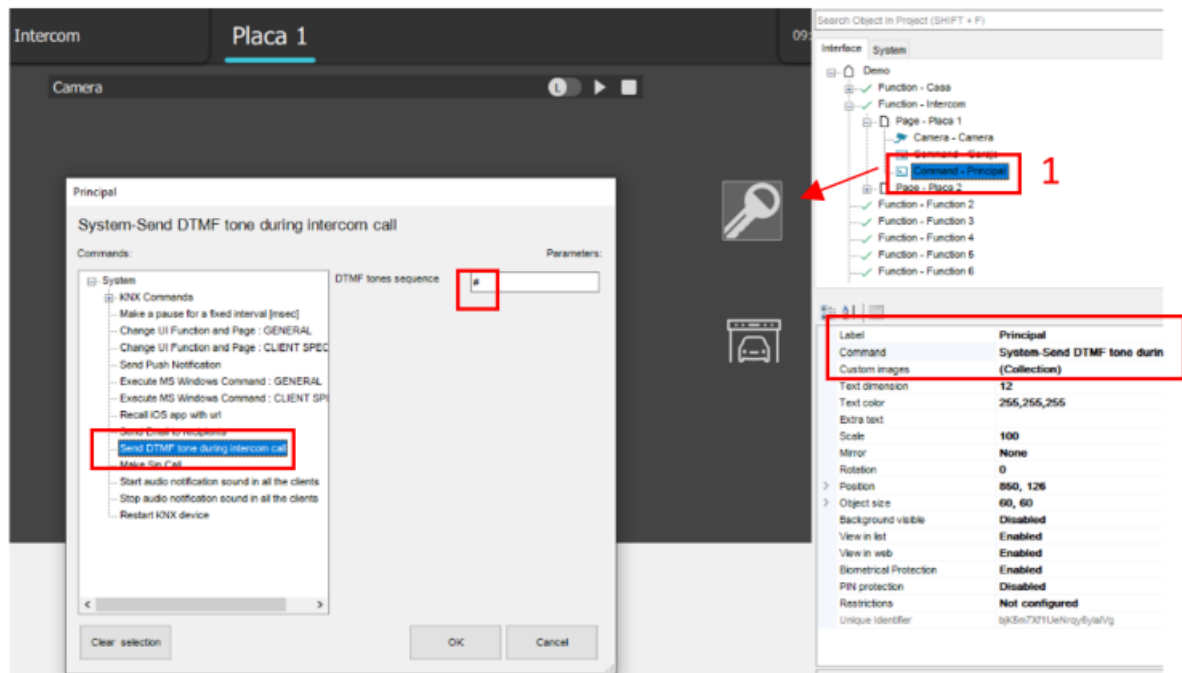 Intercom
Placa 1
09:
Camera
L
Principal
System-Send DTMF tone during intercom call
Commands:
Parameters:
System
KNX Commands
Make a pause for a fixed interval [msec]
Change UI Function and Page : GENERAL
Change UI Function and Page : CLIENT SPEC
Send Push Notification
Execute MS Windows Command : GENERAL
Execute MS Windows Command : CLIENT SPI
Recall iOS app with url
Send Email to recipients
Send DTMF tone during intercom call
Make Sip Call
Start audio notification sound in all the clients
Stop audio notification sound in all the clients
Restart KNX device
DTMF tones sequence
#
Clear selection
OK
Cancel
Search Object In Project (SHIFT + F)
Interface System
Demo
Function - Casa
Function - Intercom
Page - Placa 1
Camera - Camera
Command - Garaje
Command - Principal
Page - Placa 2
Function - Function 2
Function - Function 3
Function - Function 4
Function - Function 5
Function - Function 6
1
Label Principal
Command System-Send DTMF tone durin
Custom images (Collection)
Text dimension 12
Text color 255,255,255
Extra text
Scale 100
Mirror None
Rotation 0
Position 850, 126
Object size 60, 60
Background visible Disabled
View in list Enabled
View in web Enabled
Biometrical Protection Enabled
PIN protection Disabled
Restrictions Not configured
Unique Identifier